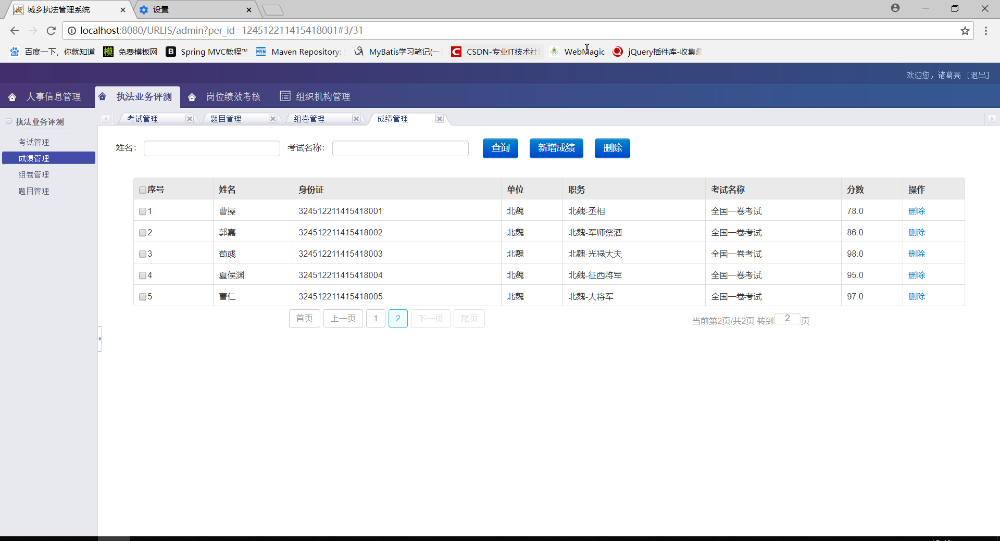 城乡执法管理系统
设置
localhost:8080/URLIS/admin?per_id=124512211415418001#3/31
百度一下，你就知道 免费模板网 Spring MVC教程™ Maven Repository: MyBatis学习笔记(一 CSDN-专业IT技术社 WebMagic jQuery插件库-收集
欢迎您，诸葛亮 [退出]
人事信息管理 执法业务评测 岗位绩效考核 组织机构管理
执法业务评测
考试管理
成绩管理
组卷管理
题目管理
考试管理 题目管理 组卷管理 成绩管理
姓名： 考试名称： 查询 新增成绩 删除
序号 姓名 身份证 单位 职务 考试名称 分数 操作
1 曹操 324512211415418001 北魏 北魏-丞相 全国一卷考试 78.0 删除
2 郭嘉 324512211415418002 北魏 北魏-军师祭酒 全国一卷考试 86.0 删除
3 荀彧 324512211415418003 北魏 北魏-光禄大夫 全国一卷考试 98.0 删除
4 夏侯渊 324512211415418004 北魏 北魏-征西将军 全国一卷考试 95.0 删除
5 曹仁 324512211415418005 北魏 北魏-大将军 全国一卷考试 97.0 删除
首页 上一页 1 2 下一页 尾页 当前第2页/共2页 转到 2 页